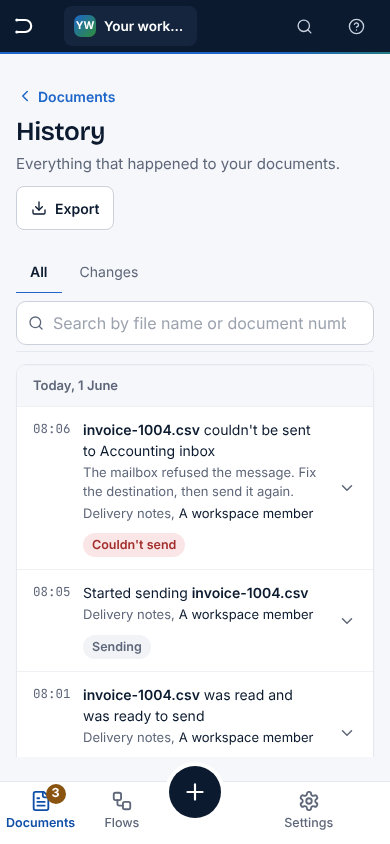 YW Your work...
Documents
History
Everything that happened to your documents.
Export
All Changes
Search by file name or document numb
Today, 1 June
08:06 invoice-1004.csv couldn't be sent
to Accounting inbox
The mailbox refused the message. Fix
the destination, then send it again.
Delivery notes, A workspace member
Couldn't send
08:05 Started sending invoice-1004.csv
Delivery notes, A workspace member
Sending
08:01 invoice-1004.csv was read and
was ready to send
Delivery notes, A workspace member
3
Documents Flows Settings